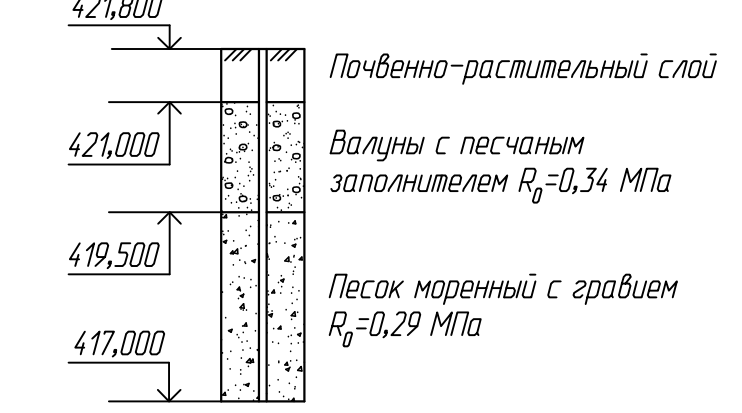 421,800
Почвенно-растительный слой
421,000
Валуны с песчаным
заполнителем R0=0,34 МПа
419,500
Песок моренный с гравием
R0=0,29 МПа
417,000